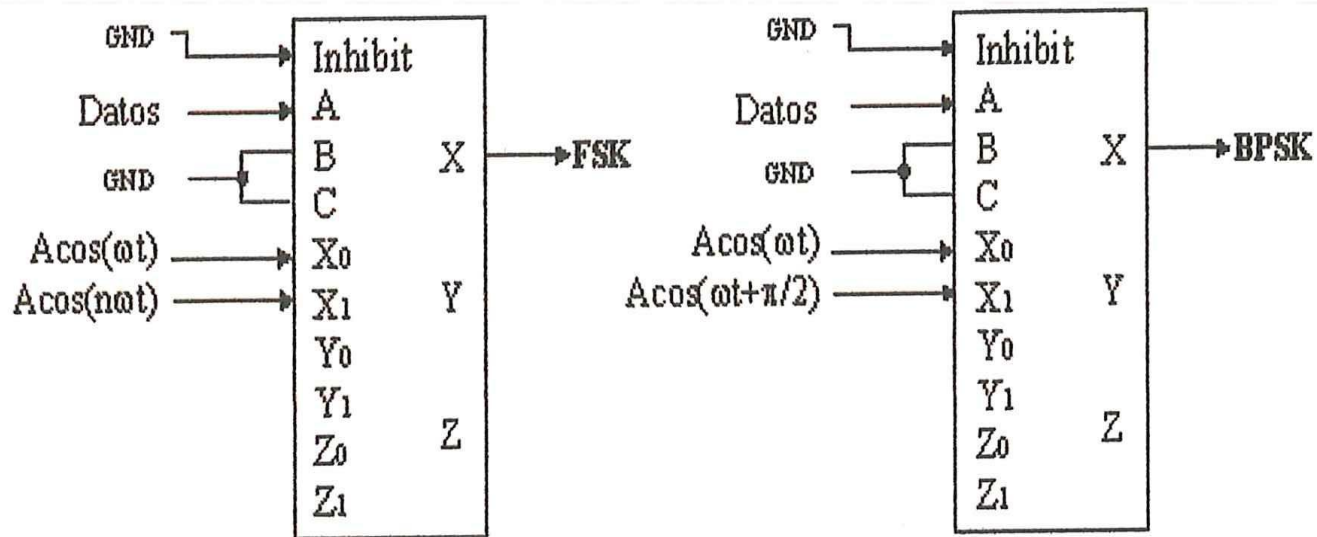 GND
Inhibit
Datos
A
B
X
FSK
GND
C
Acos(ωt)
X0
Acos(nωt)
X1
Y
Y0
Y1
Z0
Z
Z1
GND
Inhibit
Datos
A
B
X
BPSK
GND
C
Acos(ωt)
X0
Acos(ωt+π/2)
X1
Y
Y0
Y1
Z0
Z
Z1